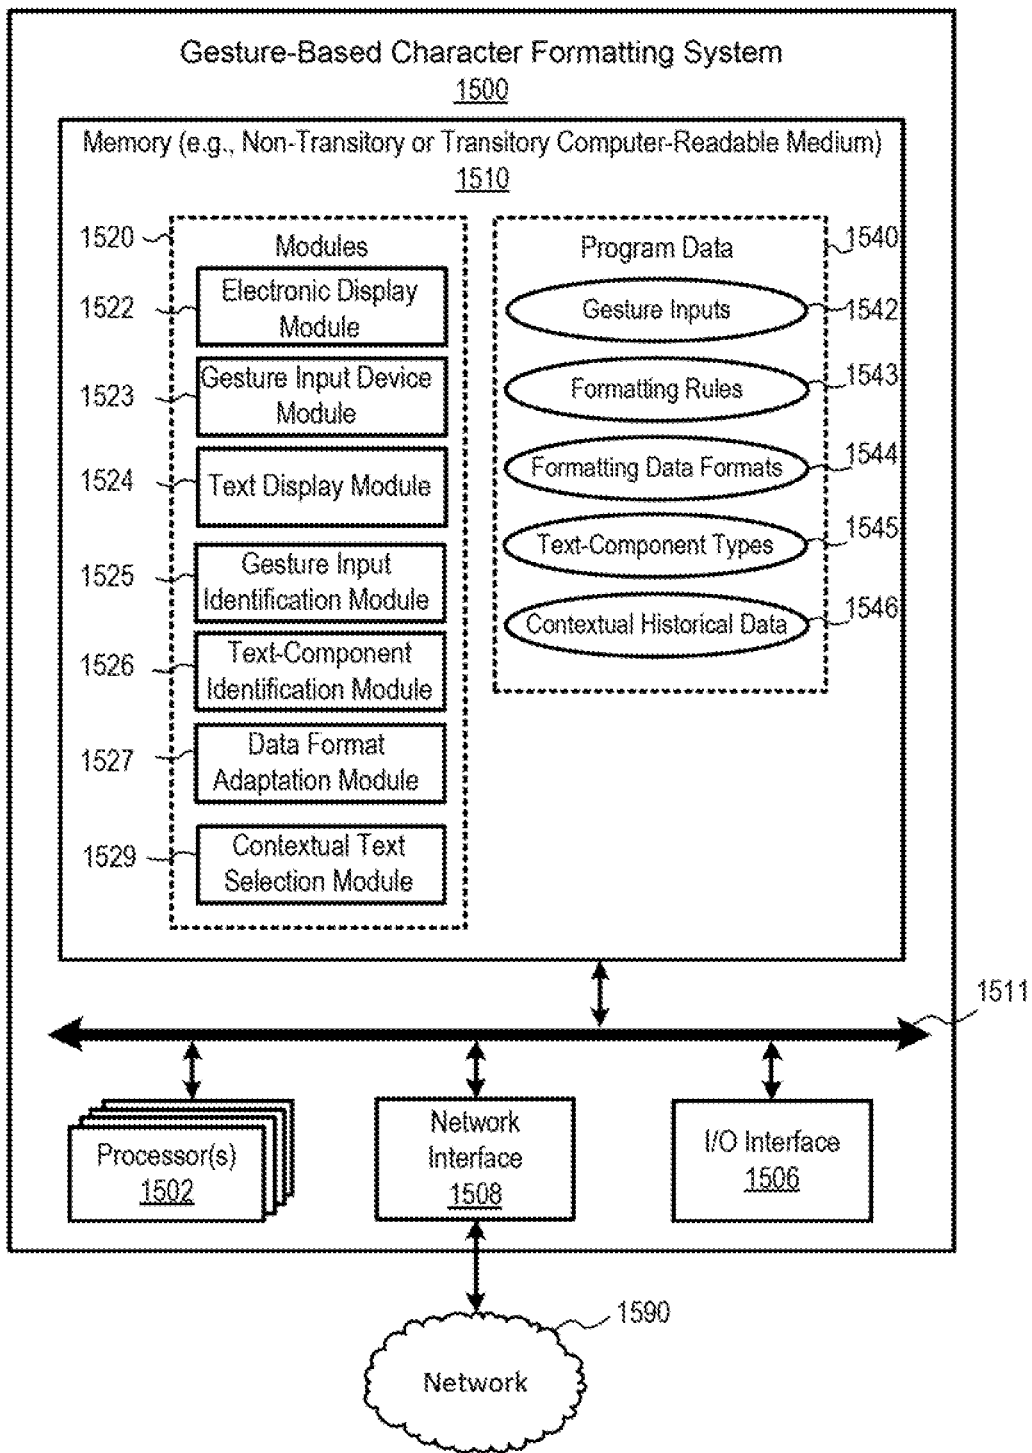 Gesture-Based Character Formatting System
1500
Memory (e.g., Non-Transitory or Transitory Computer-Readable Medium)
1510
1520
Modules
1522
Electronic Display
Module
1523
Gesture Input Device
Module
1524
Text Display Module
1525
Gesture Input
Identification Module
1526
Text-Component
Identification Module
1527
Data Format
Adaptation Module
1529
Contextual Text
Selection Module
Program Data
1540
Gesture Inputs
1542
Formatting Rules
1543
Formatting Data Formats
1544
Text-Component Types
1545
Contextual Historical Data
1546
1511
Processor(s)
1502
Network
Interface
1508
I/O Interface
1506
1590
Network